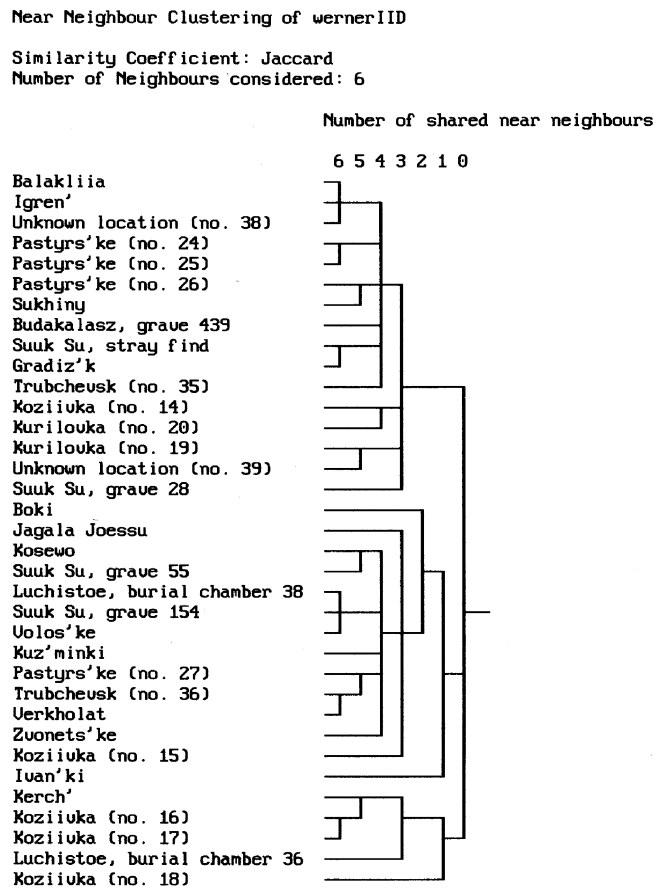 Near Neighbour Clustering of wernerIID
Similarity Coefficient: Jaccard
Number of Neighbours considered: 6
Number of shared near neighbours
6 5 4 3 2 1 0
Balakliia
Igren'
Unknown location (no. 38)
Pastyrs'ke (no. 24)
Pastyrs'ke (no. 25)
Pastyrs'ke (no. 26)
Sukhiny
Budakalasz, grave 439
Suuk Su, stray find
Gradiz'k
Trubchevsk (no. 35)
Koziivka (no. 14)
Kurilovka (no. 20)
Kurilovka (no. 19)
Unknown location (no. 39)
Suuk Su, grave 28
Boki
Jagala Joessu
Kosewo
Suuk Su, grave 55
Luchistoe, burial chamber 38
Suuk Su, grave 154
Volos'ke
Kuz'minki
Pastyrs'ke (no. 27)
Trubchevsk (no. 36)
Verkholat
Zvonets'ke
Koziivka (no. 15)
Ivan'ki
Kerch'
Koziivka (no. 16)
Koziivka (no. 17)
Luchistoe, burial chamber 36
Koziivka (no. 18)